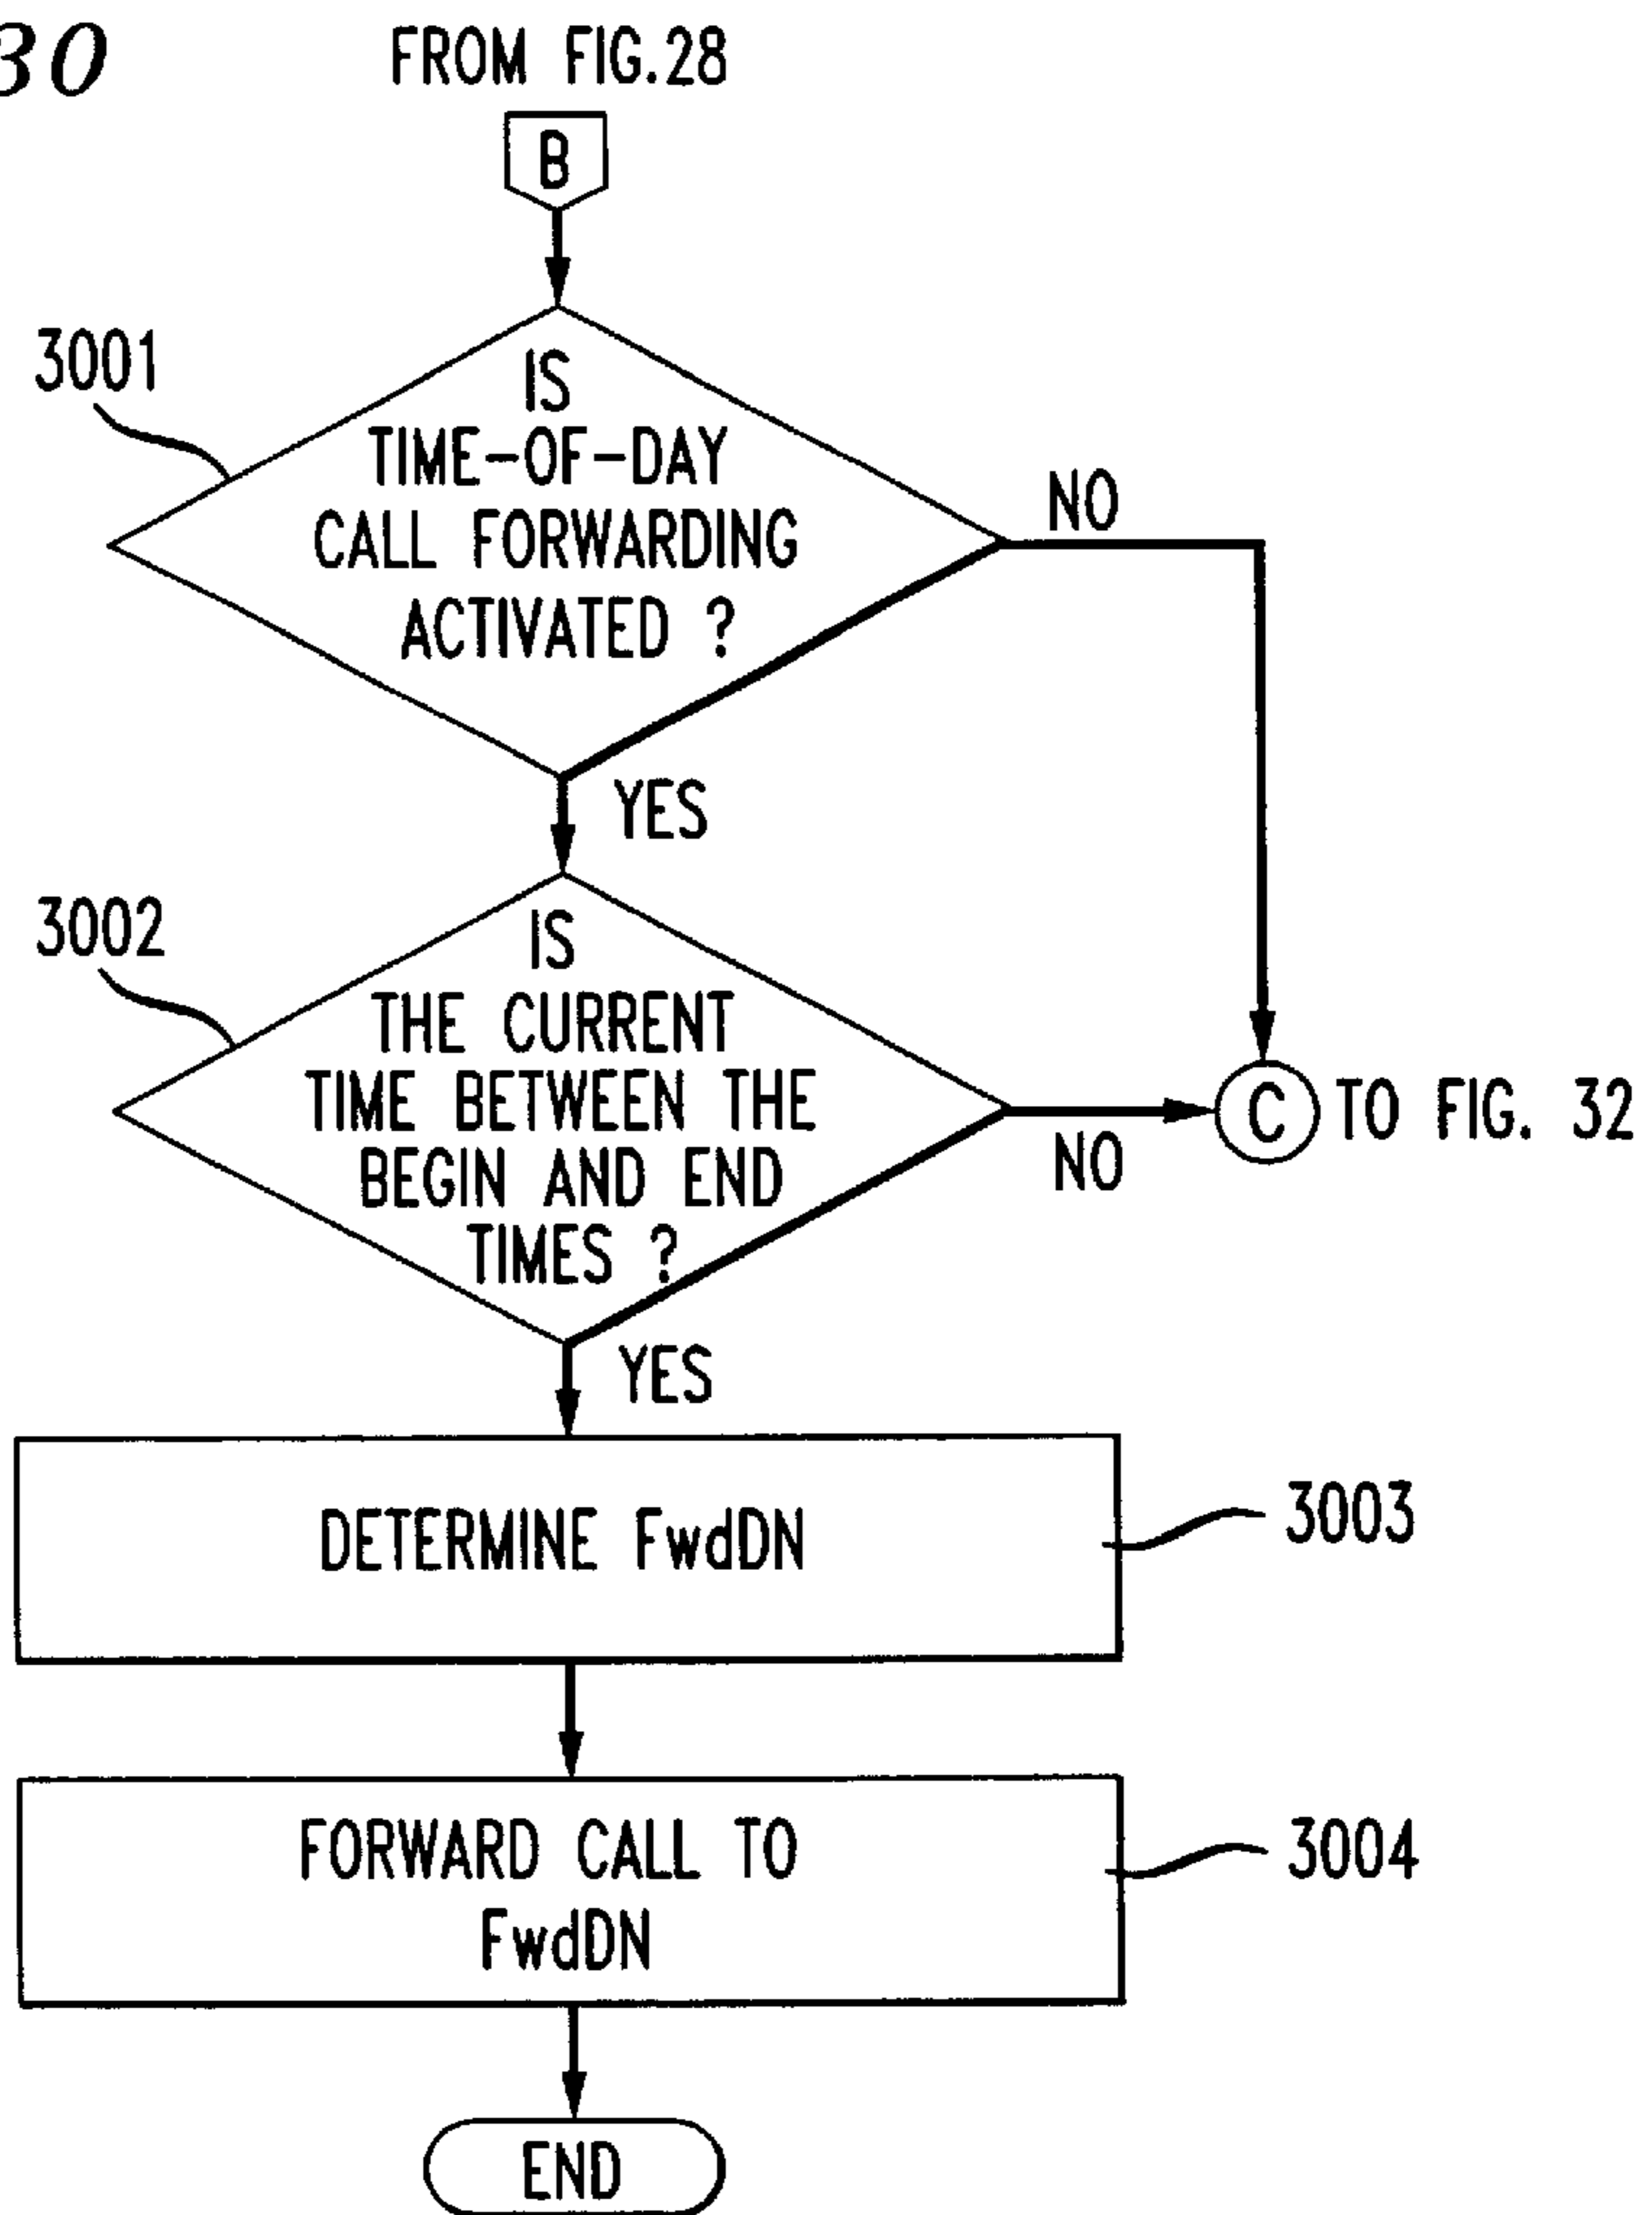 30
FROM FIG.28
B
3001
IS
TIME-OF-DAY
CALL FORWARDING
ACTIVATED ?
NO
YES
3002
IS
THE CURRENT
TIME BETWEEN THE
BEGIN AND END
TIMES ?
NO
C TO FIG. 32
YES
DETERMINE FwdDN
3003
FORWARD CALL TO
FwdDN
3004
END